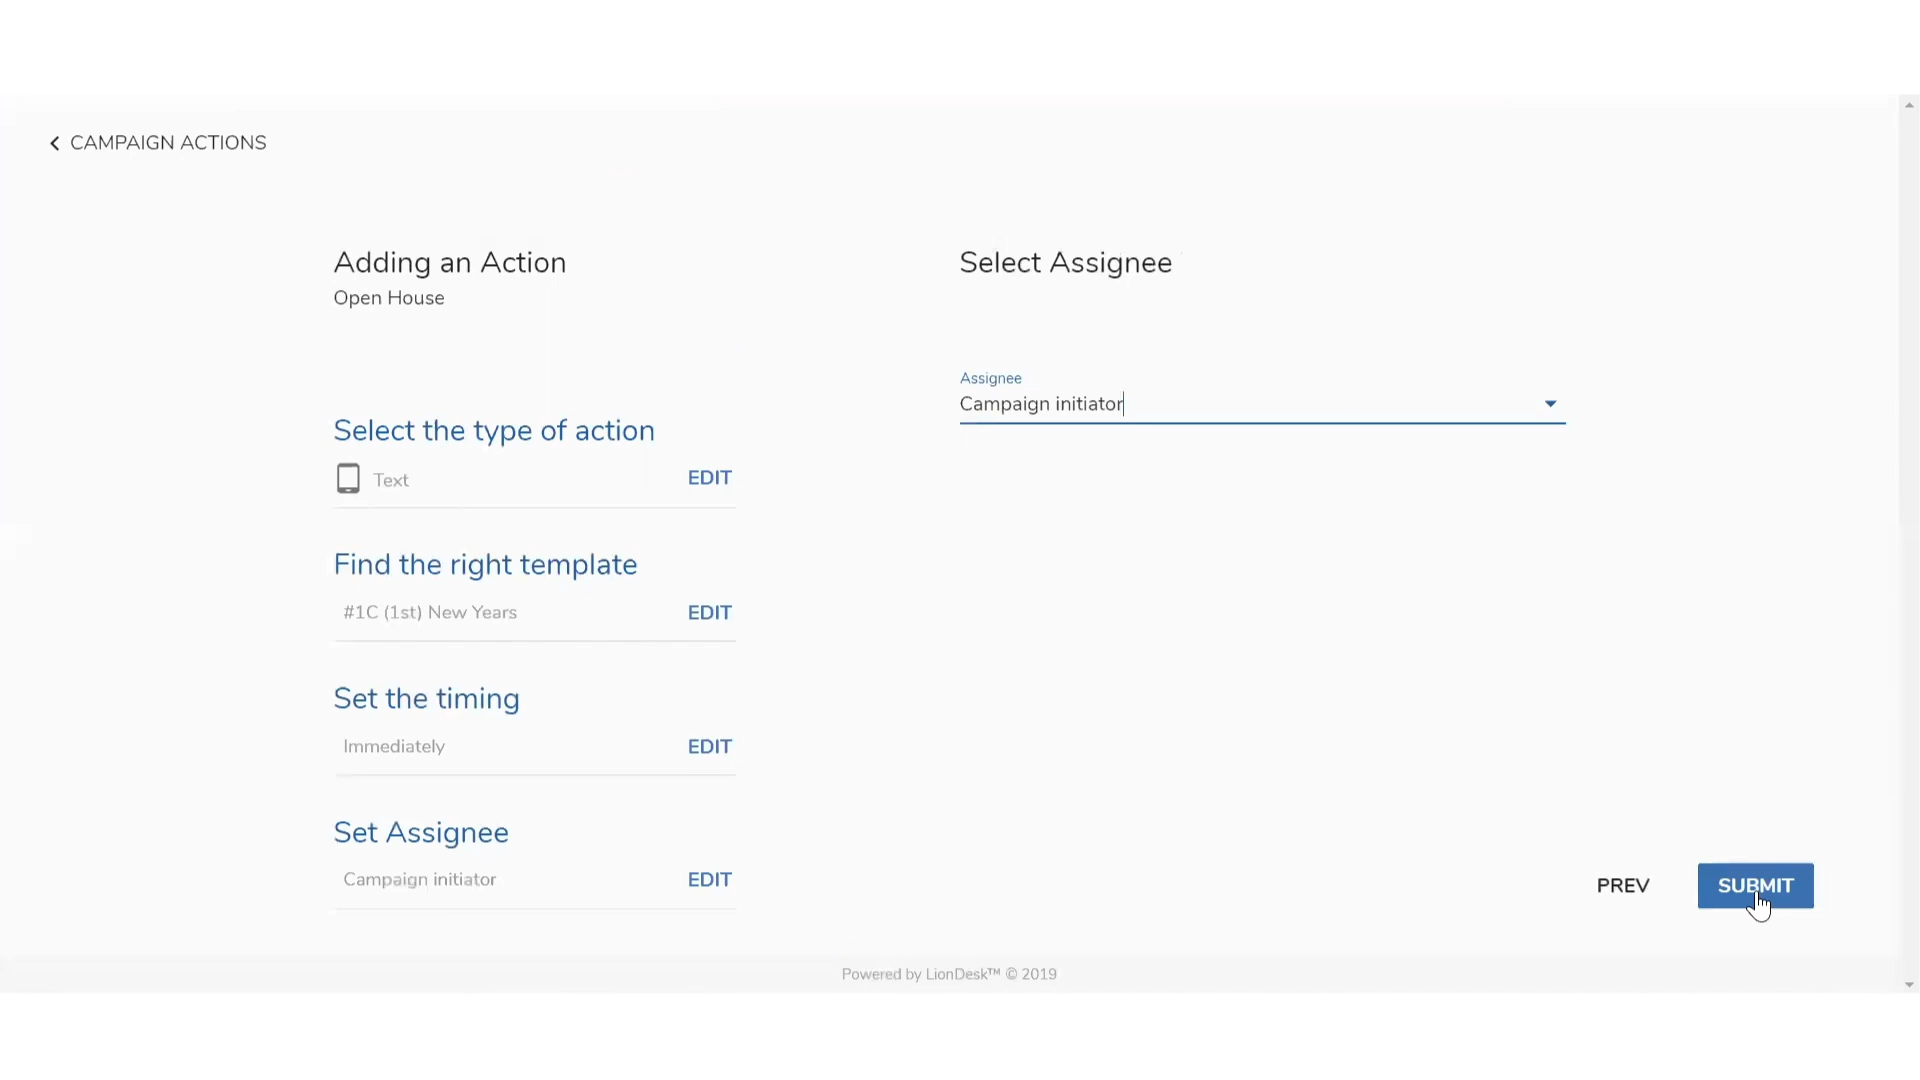 CAMPAIGN ACTIONS
Adding an Action
Open House
Select the type of action
Text
EDIT
Find the right template
#1C (1st) New Years
EDIT
Set the timing
Immediately
EDIT
Set Assignee
Campaign initiator
EDIT
Select Assignee
Assignee
Campaign initiator
PREV
SUBMIT
Powered by LionDesk™ © 2019